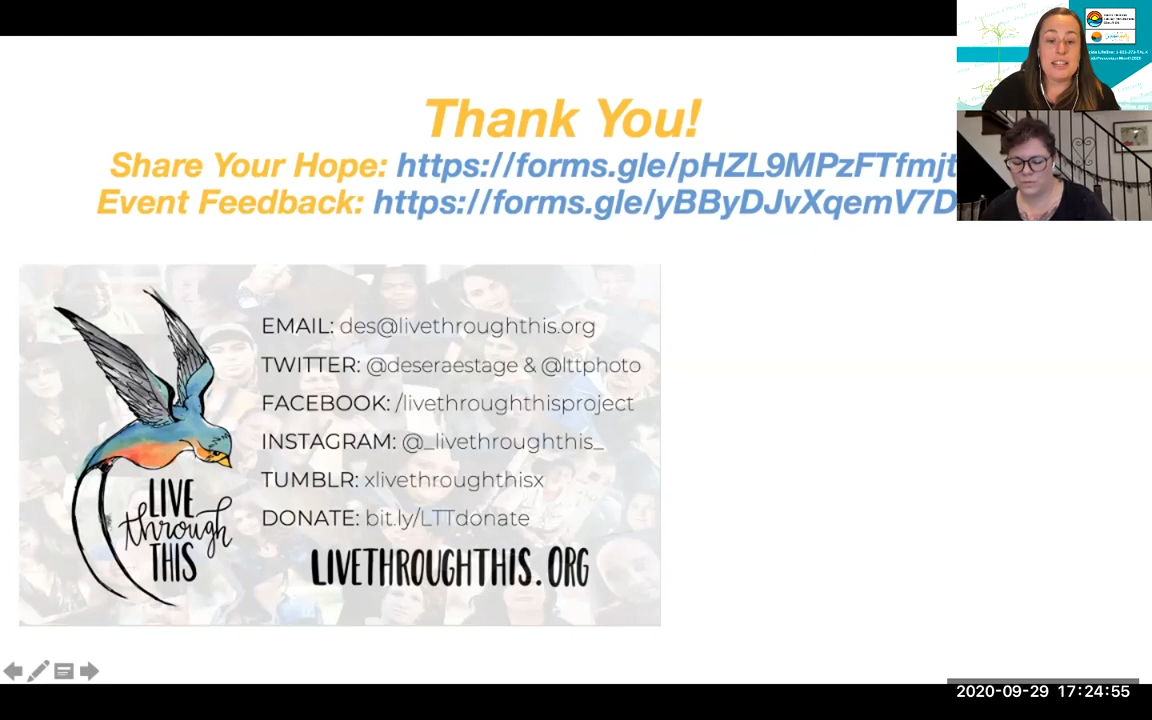 Thank You!
Share Your Hope: https://forms.gle/pHZL9MPzFTfmjt
Event Feedback: https://forms.gle/yBByDJvXqemV7D
EMAIL: des@livethroughthis.org
TWITTER: @deseraestage & @lttphoto
FACEBOOK: /livethroughthisproject
INSTAGRAM: @_livethroughthis_
TUMBLR: xlivethroughthisx
DONATE: bit.ly/LTTdonate
LIVETHROUGHTHIS.ORG
LIVE
through
THIS
2020-09-29 17:24:55